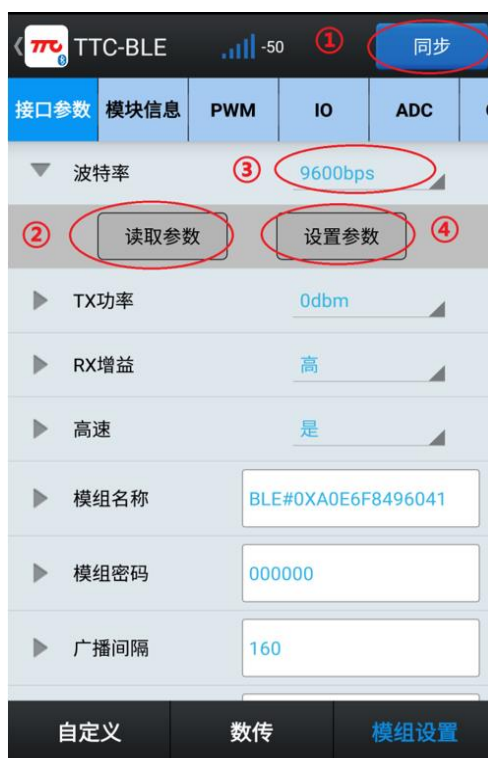 TTC TTC-BLE -50 ① 同步
接口参数 模块信息 PWM IO ADC
波特率 ③ 9600bps
② 读取参数 设置参数 ④
TX功率 0dbm
RX增益 高
高速 是
模组名称 BLE#0XA0E6F8496041
模组密码 000000
广播间隔 160
自定义 数传 模组设置